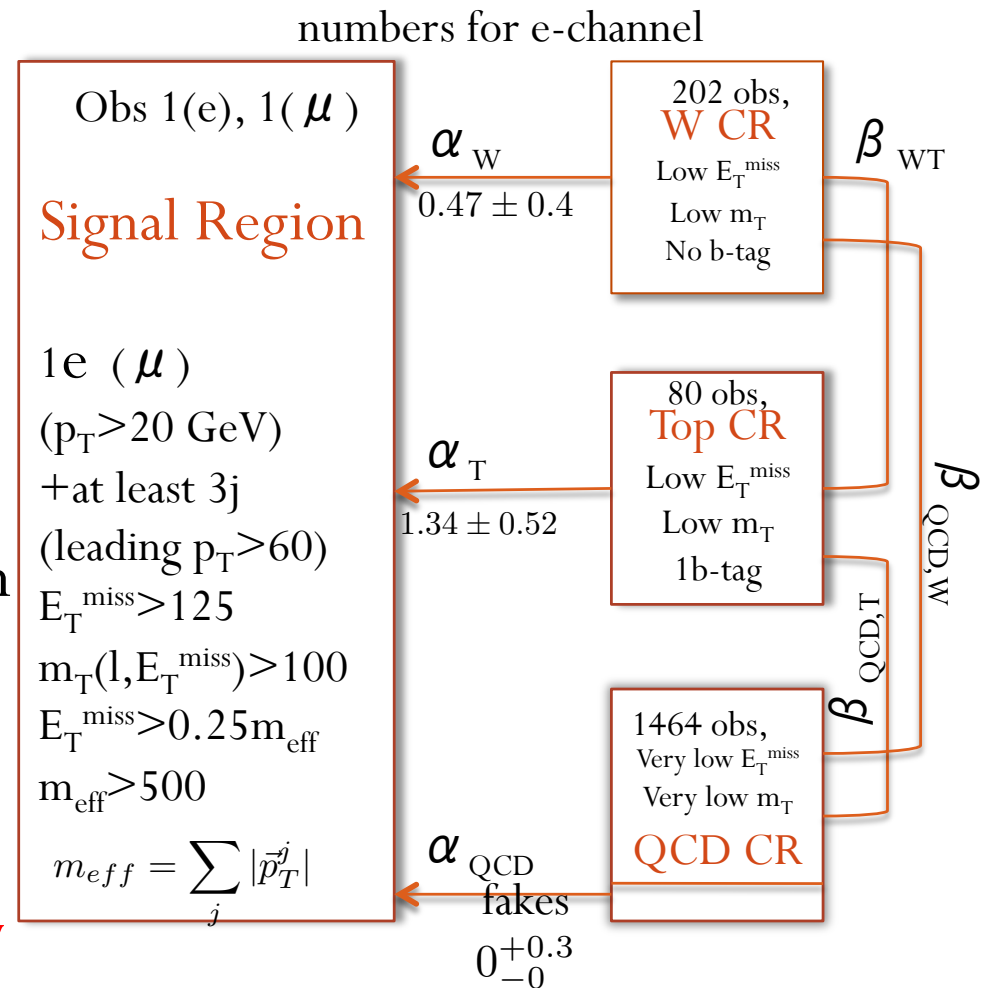 numbers for e-channel
Obs 1(e), 1(μ)
Signal Region
1e (μ)
(p_T>20 GeV)
+at least 3j
(leading p_T>60)
E_T^miss>125
m_T(l,E_T^miss)>100
E_T^miss>0.25m_eff
m_eff>500
m_{eff} = \sum_j |\vec{p}_T^j|
α_W
0.47 ± 0.4
202 obs,
W CR
Low E_T^miss
Low m_T
No b-tag
β_WT
α_T
1.34 ± 0.52
80 obs,
Top CR
Low E_T^miss
Low m_T
1b-tag
β_QCD,W
β_QCD,T
1464 obs,
Very low E_T^miss
Very low m_T
QCD CR
α_QCD
fakes
0^{+0.3}_{-0}